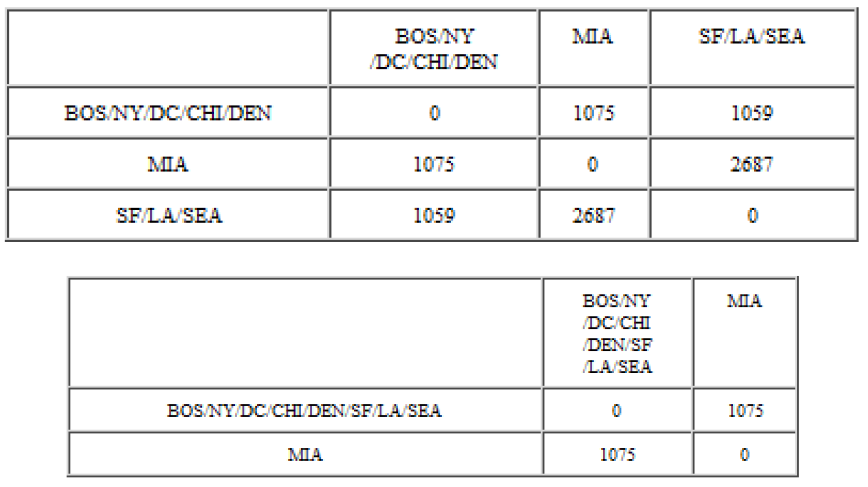 BOS/NY MIA SF/LA/SEA
/DC/CHI/DEN
BOS/NY/DC/CHI/DEN 0 1075 1059
MIA 1075 0 2687
SF/LA/SEA 1059 2687 0
BOS/NY MIA
/DC/CHI
/DEN/SF
/LA/SEA
BOS/NY/DC/CHI/DEN/SF/LA/SEA 0 1075
MIA 1075 0